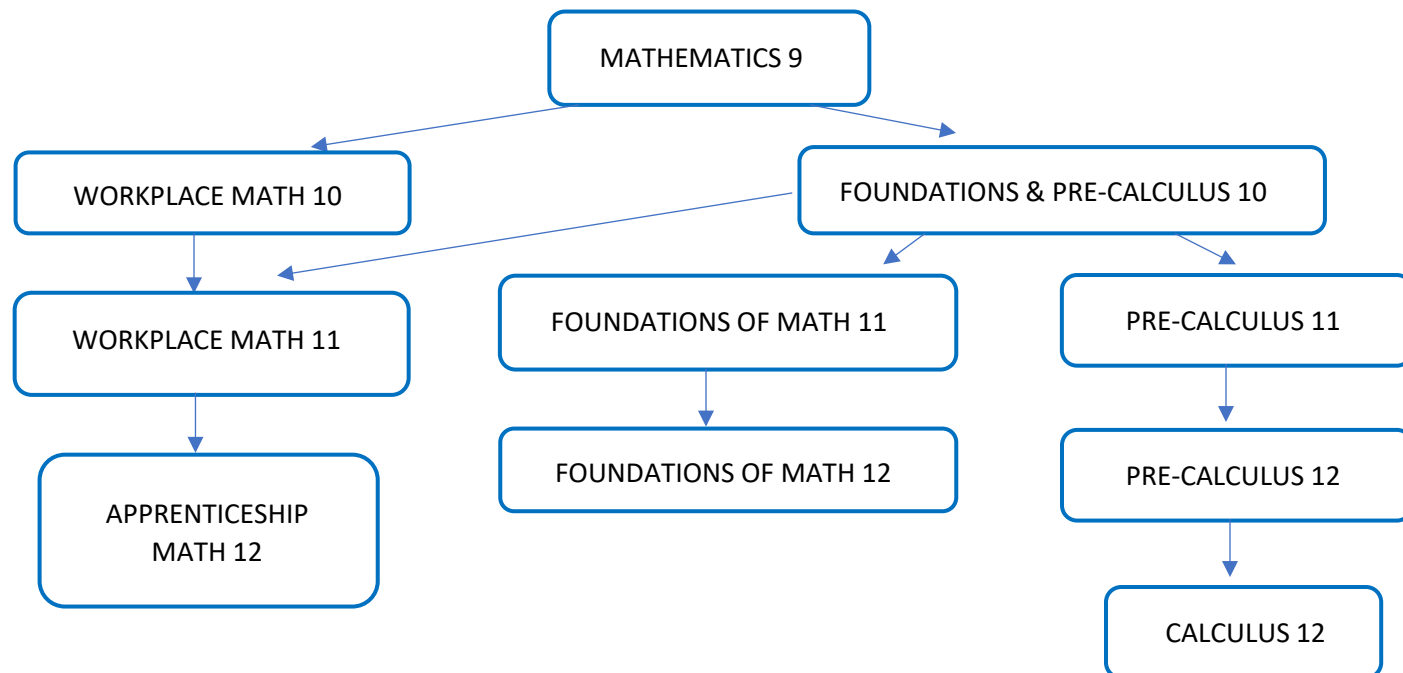 MATHEMATICS 9
WORKPLACE MATH 10
FOUNDATIONS & PRE-CALCULUS 10
WORKPLACE MATH 11
FOUNDATIONS OF MATH 11
PRE-CALCULUS 11
APPRENTICESHIP
MATH 12
FOUNDATIONS OF MATH 12
PRE-CALCULUS 12
CALCULUS 12